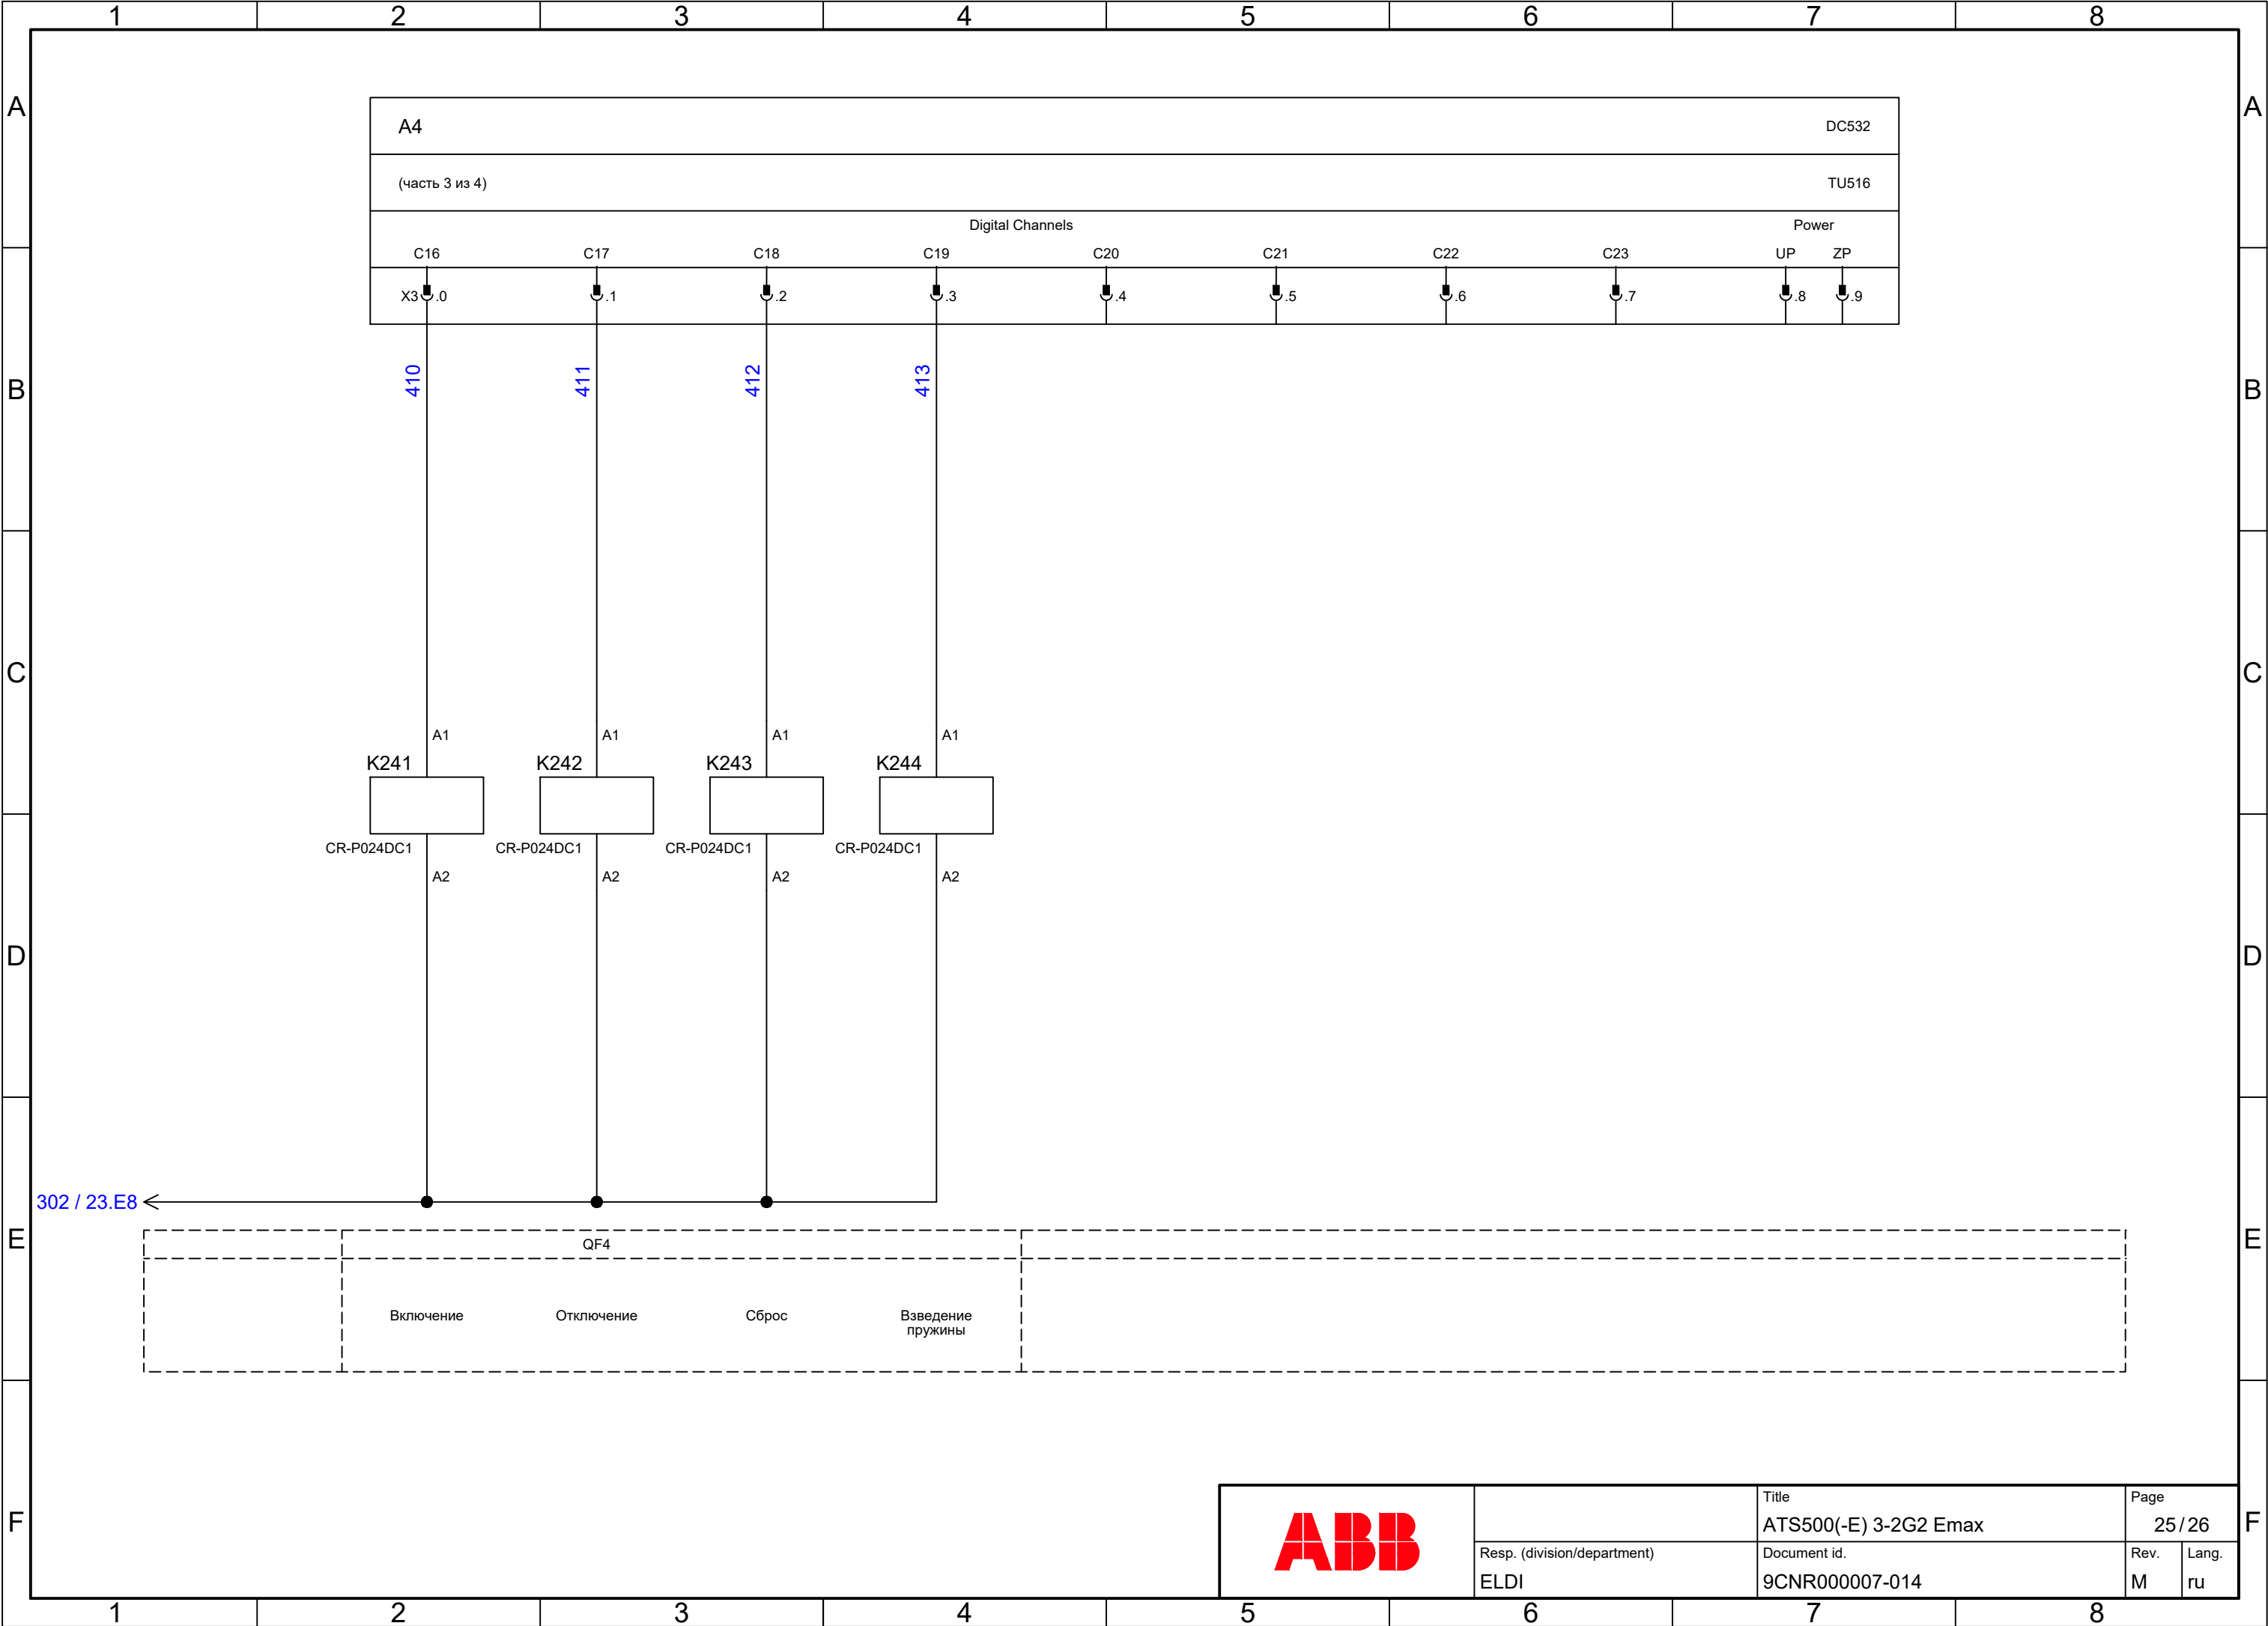 1 2 3 4 5 6 7 8
A A
A4 DC532
(часть 3 из 4) TU516
Digital Channels Power
C16 C17 C18 C19 C20 C21 C22 C23 UP ZP
X3 .0 .1 .2 .3 .4 .5 .6 .7 .8 .9
B B
410 411 412 413
C C
A1 A1 A1 A1
K241 K242 K243 K244
CR-P024DC1 CR-P024DC1 CR-P024DC1 CR-P024DC1
A2 A2 A2 A2
D D
302 / 23.E8
E E
QF4
Включение Отключение Сброс Взведение
пружины
F F
ABB
Title
ATS500(-E) 3-2G2 Emax
Page
25 / 26
Resp. (division/department)
ELDI
Document id.
9CNR000007-014
Rev.
M
Lang.
ru
1 2 3 4 5 6 7 8